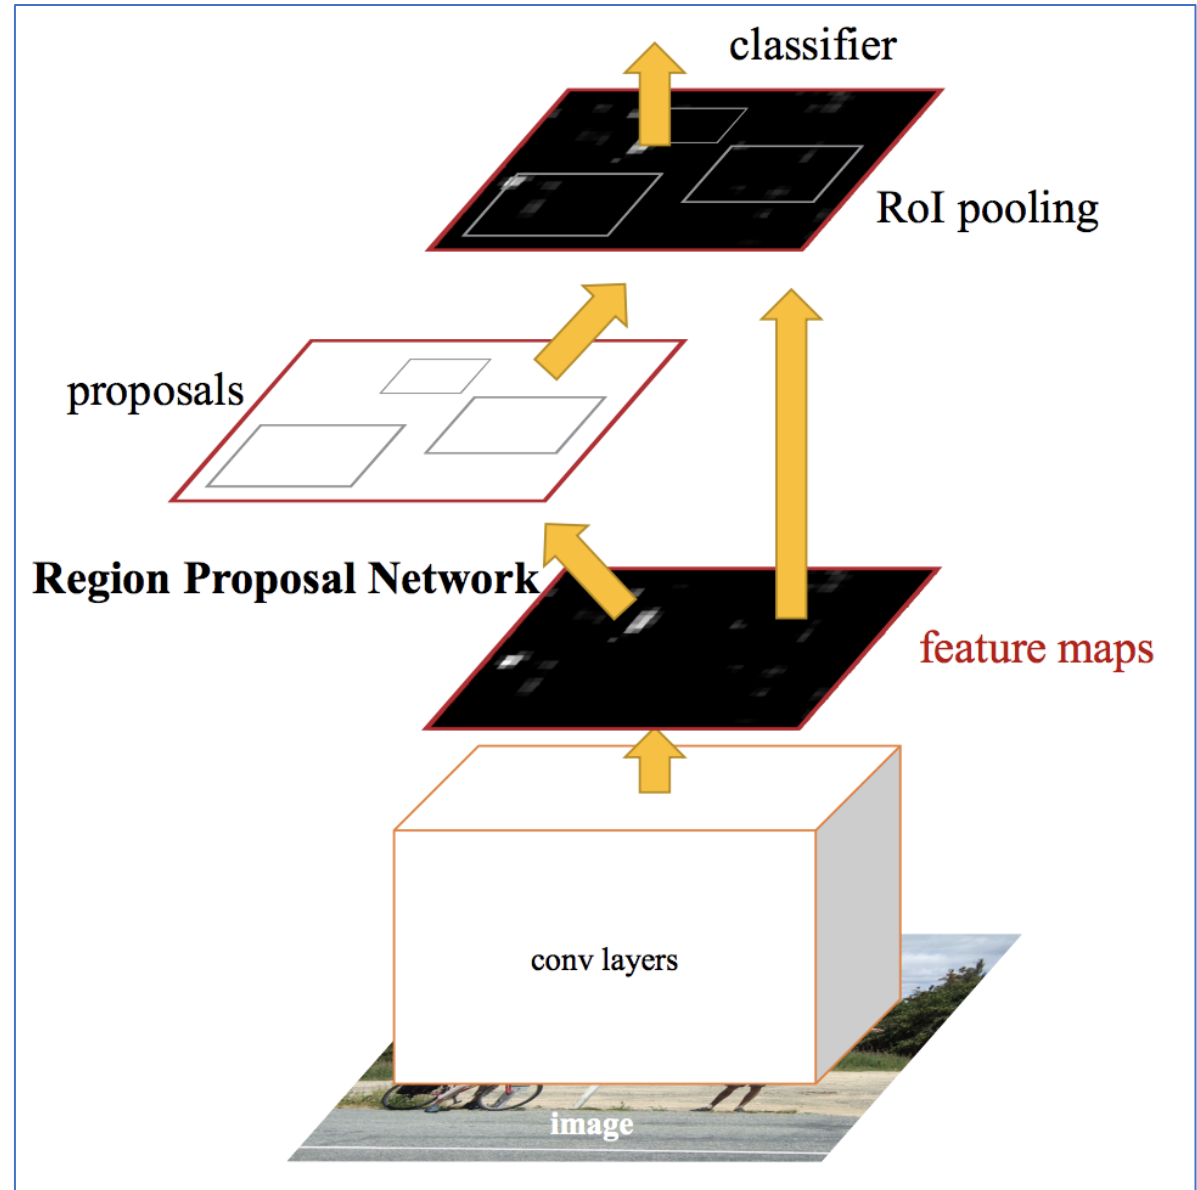 classifier
RoI pooling
proposals
Region Proposal Network
feature maps
conv layers
image